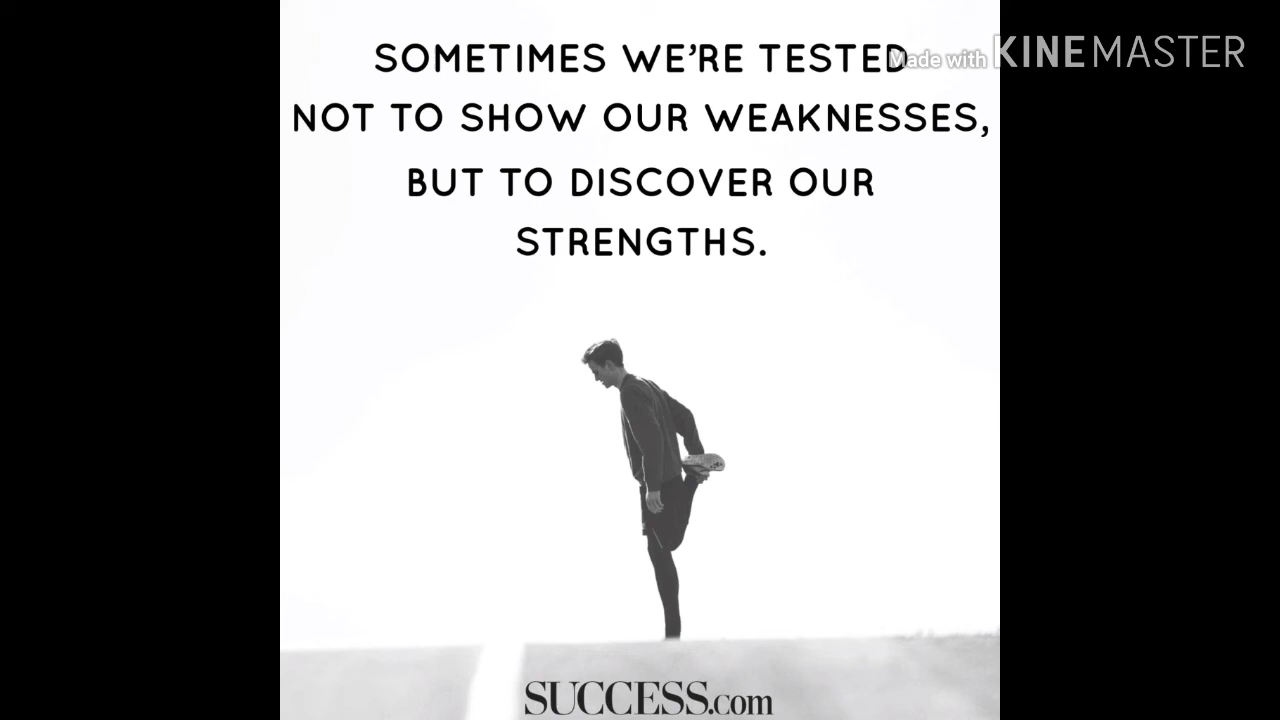 SOMETIMES WE'RE TESTED
Made with KINEMASTER
NOT TO SHOW OUR WEAKNESSES,
BUT TO DISCOVER OUR
STRENGTHS.
SUCCESS.com